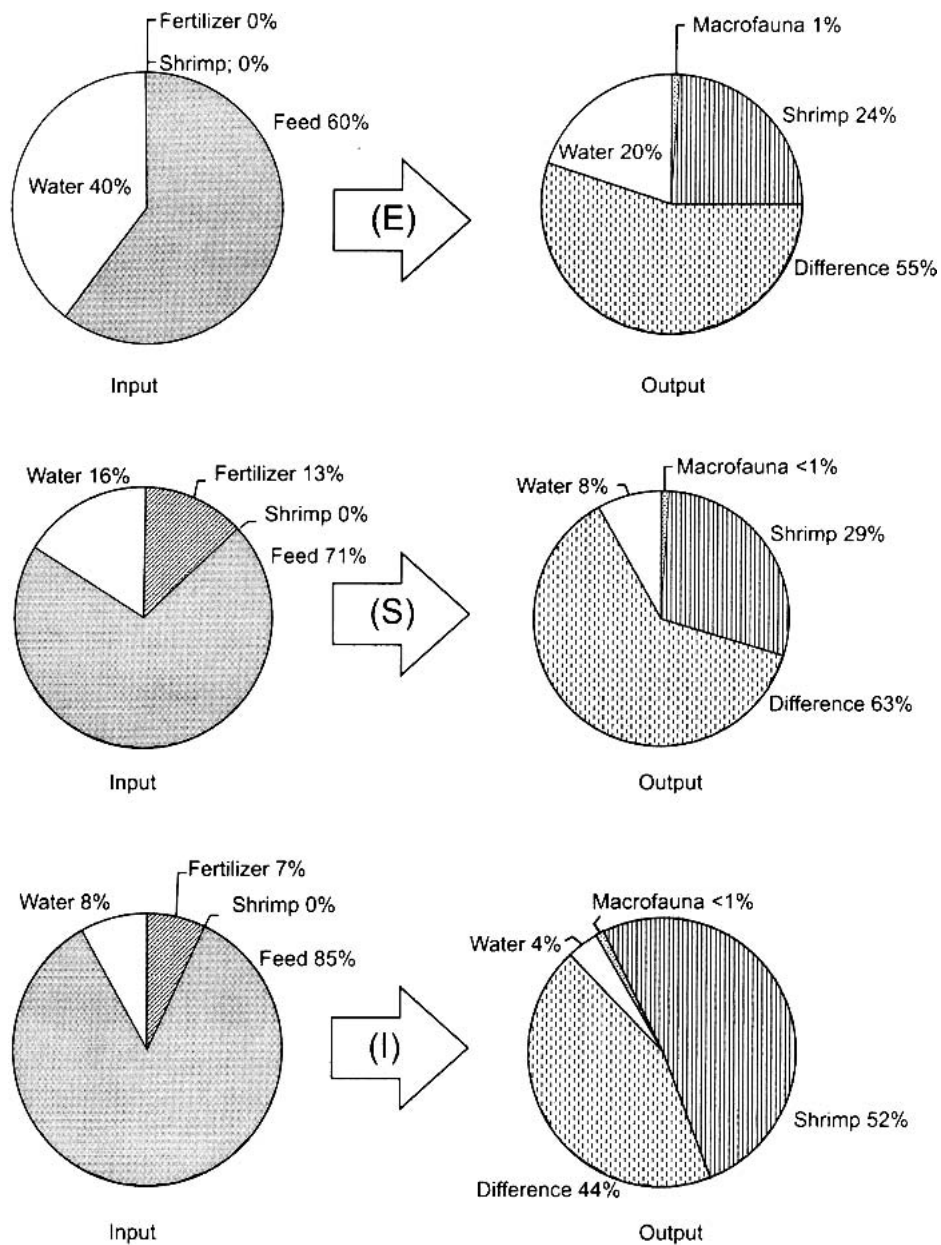 Fertilizer 0%
Shrimp; 0%
Feed 60%
Water 40%
Input
(E)
Macrofauna 1%
Shrimp 24%
Water 20%
Difference 55%
Output
Water 16%
Fertilizer 13%
Shrimp 0%
Feed 71%
Input
(S)
Macrofauna <1%
Water 8%
Shrimp 29%
Difference 63%
Output
Fertilizer 7%
Water 8%
Shrimp 0%
Feed 85%
Input
(I)
Macrofauna <1%
Water 4%
Shrimp 52%
Difference 44%
Output